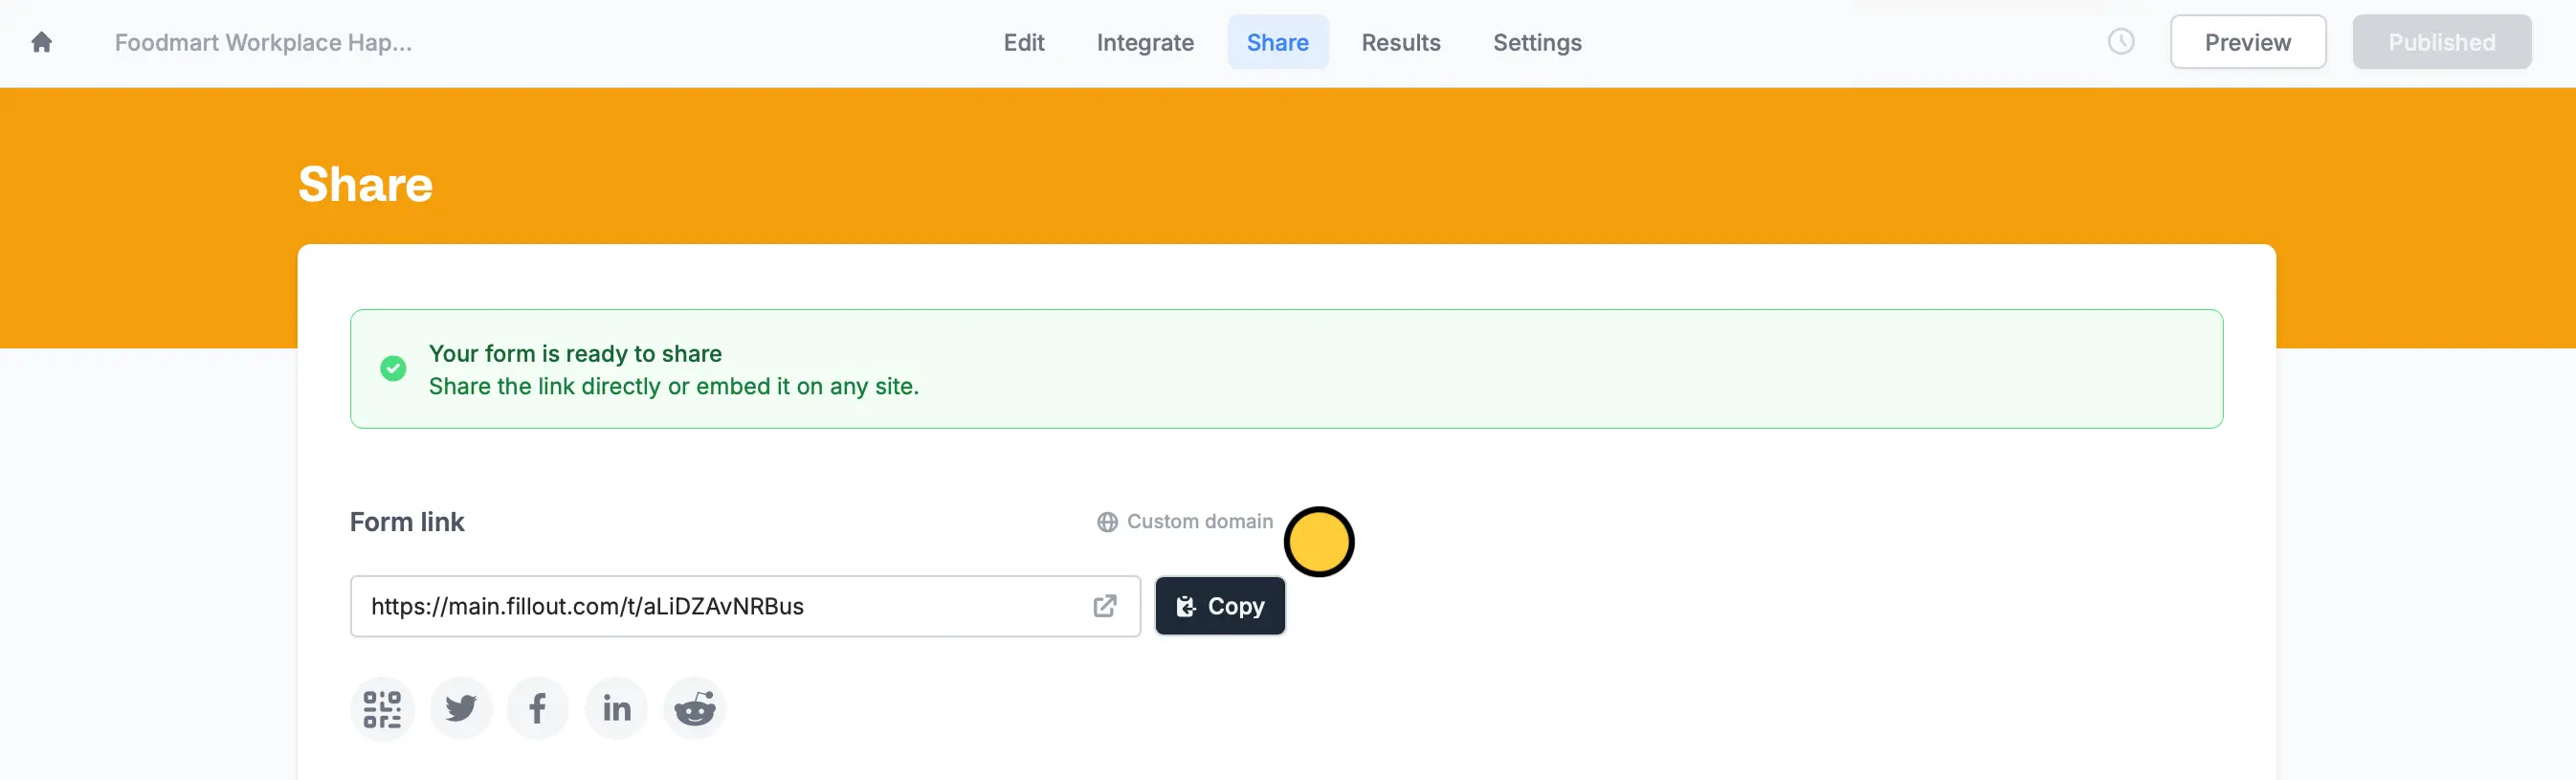 Foodmart Workplace Hap...
Edit
Integrate
Share
Results
Settings
Preview
Published
Share
Your form is ready to share
Share the link directly or embed it on any site.
Form link
Custom domain
https://main.fillout.com/t/aLiDZAvNRBus
Copy